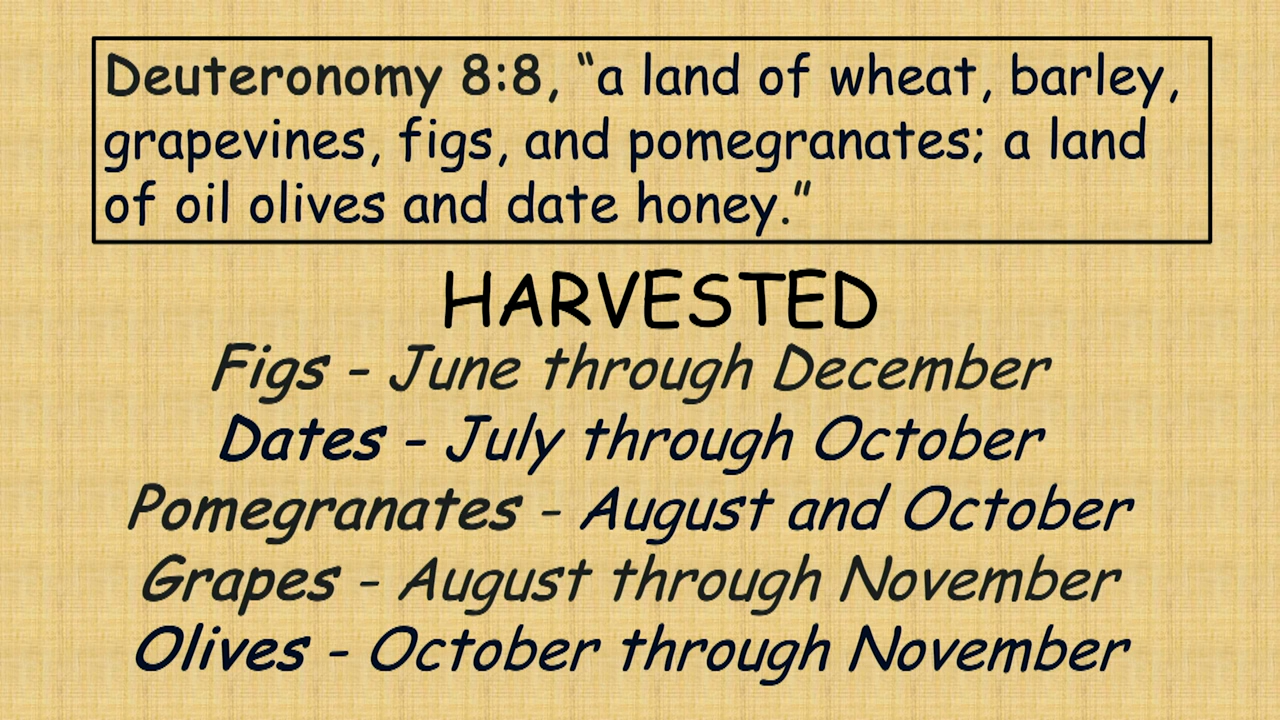 Deuteronomy 8:8, “a land of wheat, barley,
grapevines, figs, and pomegranates; a land
of oil olives and date honey.”
HARVESTED
Figs - June through December
Dates - July through October
Pomegranates - August and October
Grapes - August through November
Olives - October through November